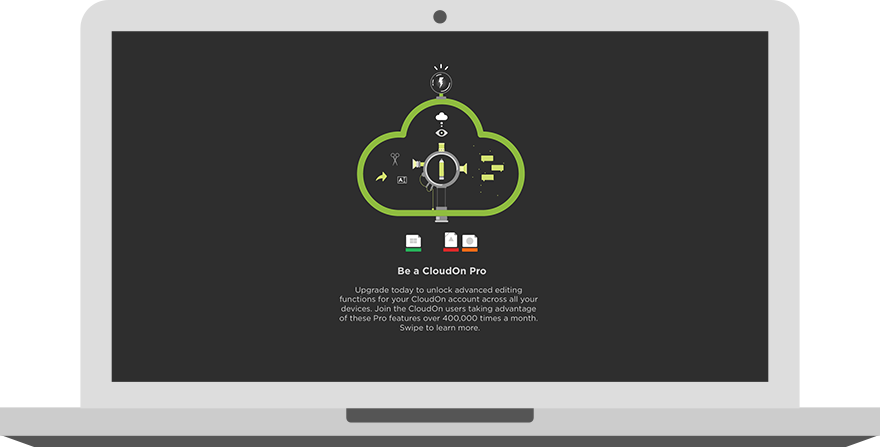 AI
Be a CloudOn Pro
Upgrade today to unlock advanced editing
functions for your CloudOn account across all your
devices. Join the CloudOn users taking advantage
of these Pro features over 400,000 times a month.
Swipe to learn more.